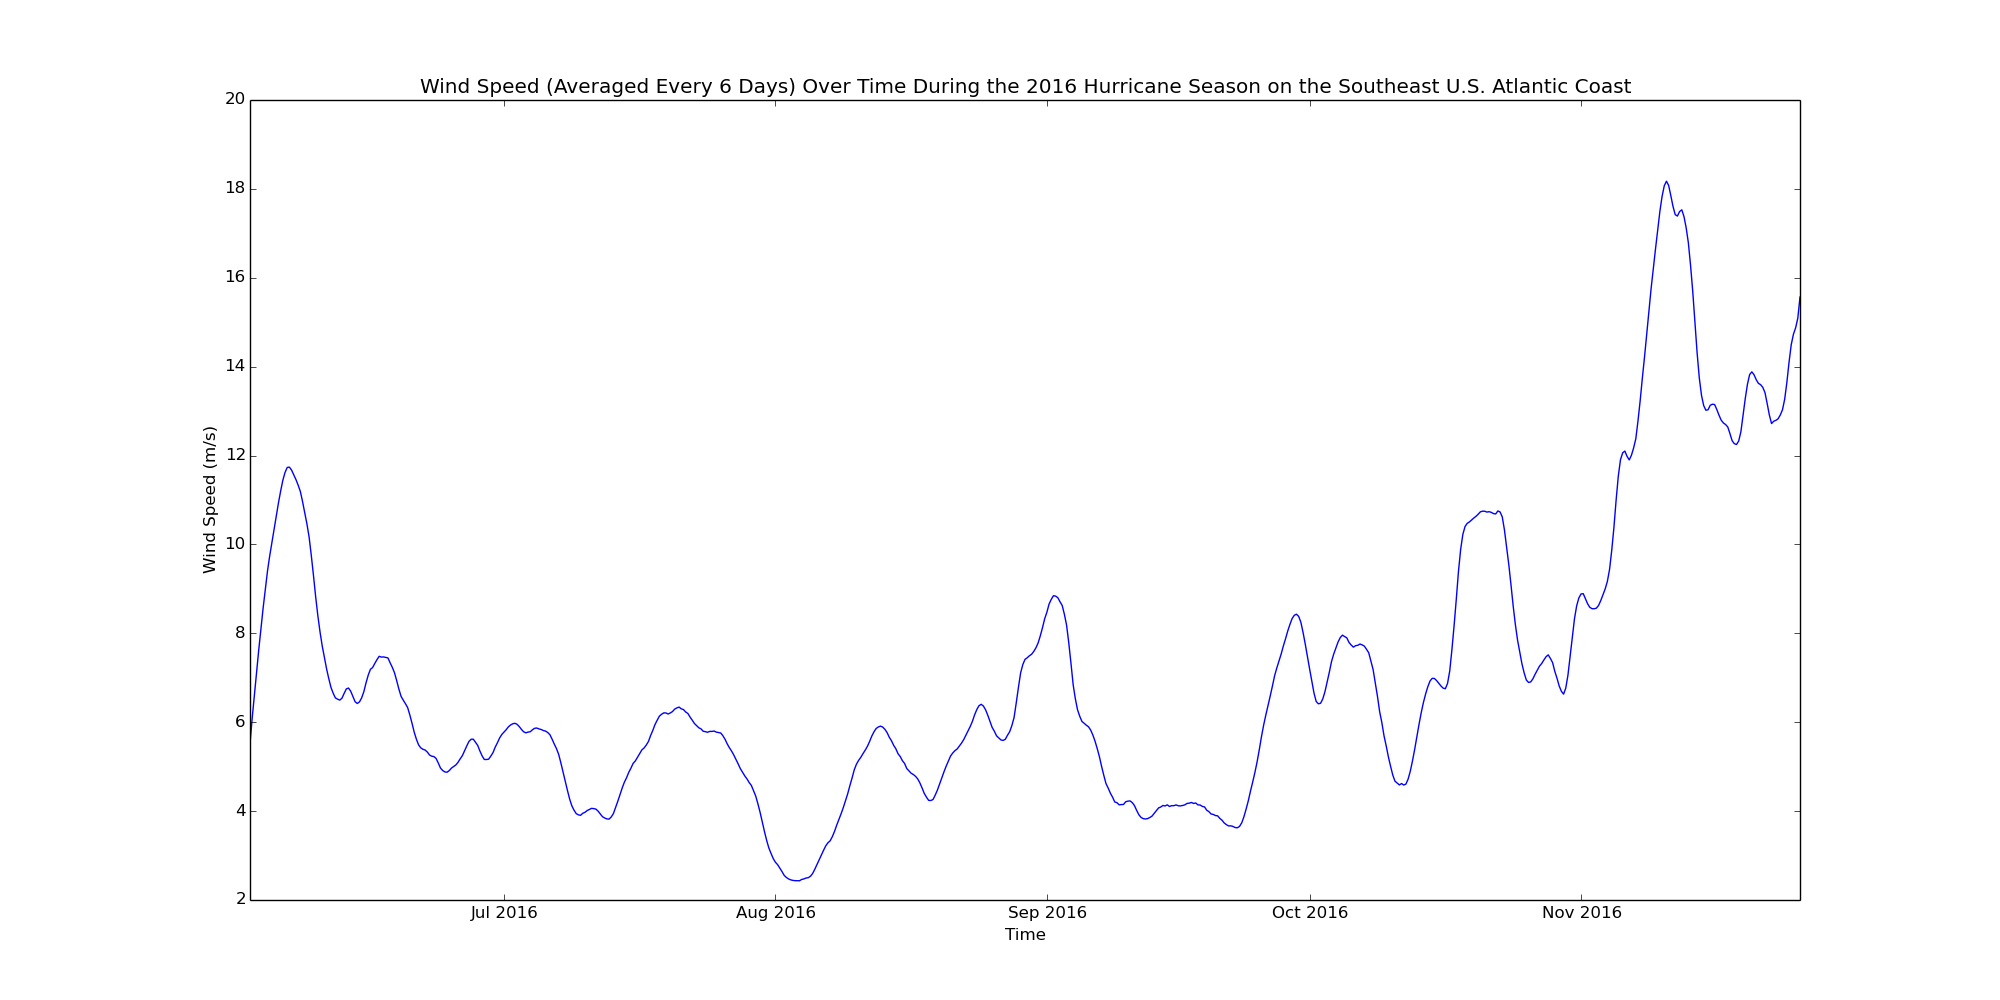 Wind Speed (Averaged Every 6 Days) Over Time During the 2016 Hurricane Season on the Southeast U.S. Atlantic Coast
20
18
16
14
12
10
8
6
4
2
Wind Speed (m/s)
Jul 2016
Aug 2016
Sep 2016
Oct 2016
Nov 2016
Time